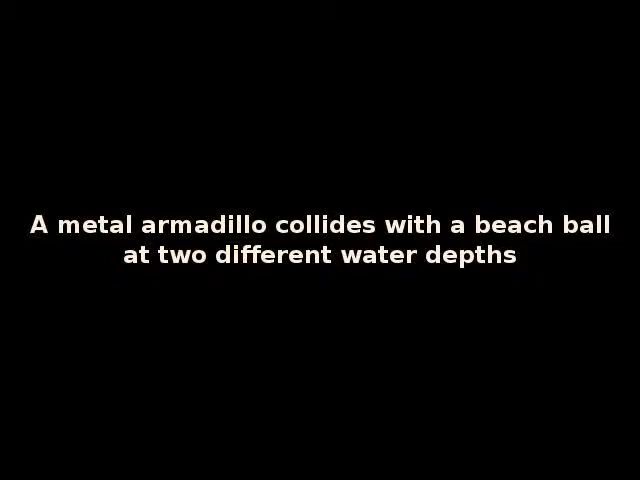 A metal armadillo collides with a beach ball
at two different water depths